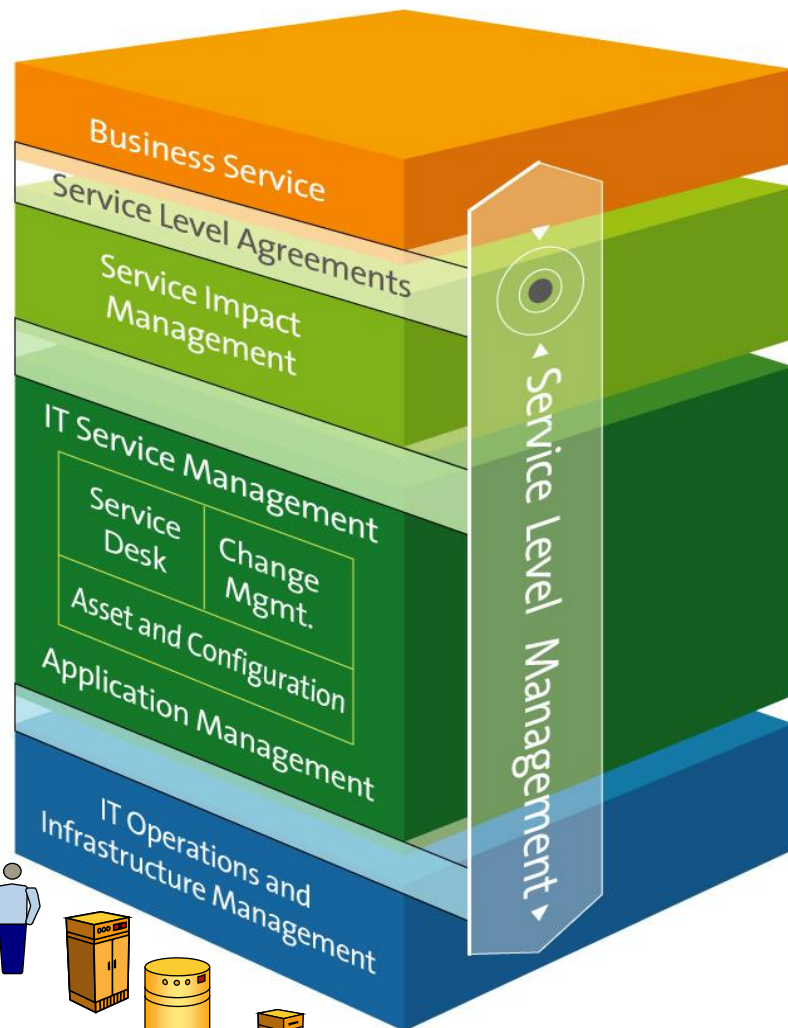 Business Service
Service Level Agreements
Service Impact
Management
IT Service Management
Service
Desk
Change
Mgmt.
Asset and Configuration
Application Management
IT Operations and
Infrastructure Management
Service Level Management